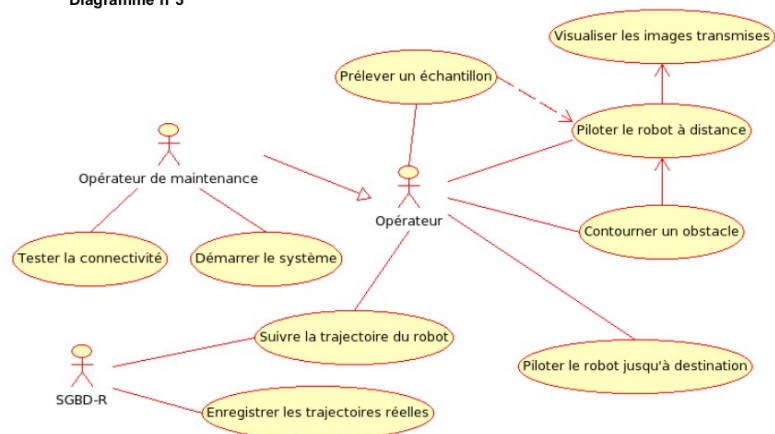 Diagramme n°3
Visualiser les images transmises
Prélever un échantillon
Piloter le robot à distance
Opérateur de maintenance
Opérateur
Contourner un obstacle
Tester la connectivité
Démarrer le système
Suivre la trajectoire du robot
Piloter le robot jusqu'à destination
SGBD-R
Enregistrer les trajectoires réelles